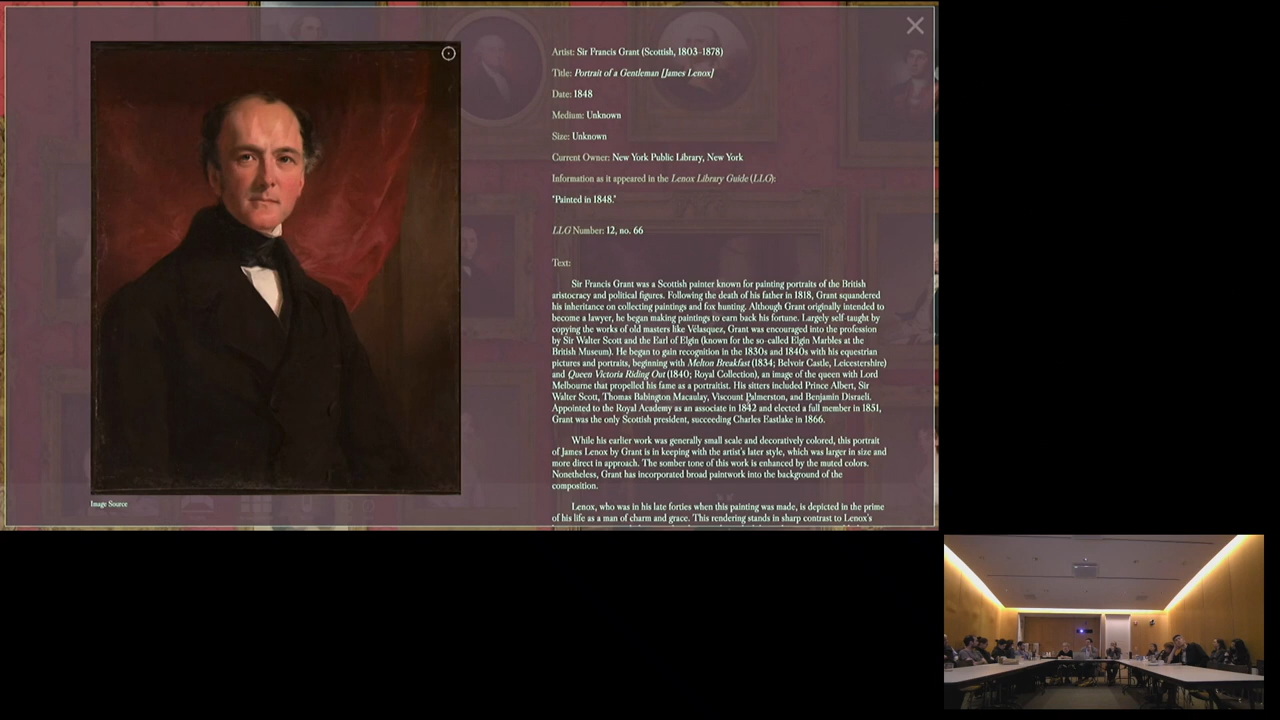 Artist: Sir Francis Grant (Scottish, 1803–1878)
Title: Portrait of a Gentleman [James Lenox]
Date: 1848
Medium: Unknown
Size: Unknown
Current Owner: New York Public Library, New York
Information as it appeared in the Lenox Library Guide (LLG):
"Painted in 1848."
LLG Number: 12, no. 66
Text:
Sir Francis Grant was a Scottish painter known for painting portraits of the British
aristocracy and political figures. Following the death of his father in 1818, Grant squandered
his inheritance on collecting paintings and fox hunting. Although Grant originally intended to
become a lawyer, he began making paintings to earn back his fortune. Largely self-taught by
copying the works of old masters like Vélasquez, Grant was encouraged into the profession
by Sir Walter Scott and the Earl of Elgin (known for the so-called Elgin Marbles at the
British Museum). He began to gain recognition in the 1830s and 1840s with his equestrian
pictures and portraits, beginning with Melton Breakfast (1834; Belvoir Castle, Leicestershire)
and Queen Victoria Riding Out (1840; Royal Collection), an image of the queen with Lord
Melbourne that propelled his fame as a portraitist. His sitters included Prince Albert, Sir
Walter Scott, Thomas Babington Macaulay, Viscount Palmerston, and Benjamin Disraeli.
Appointed to the Royal Academy as an associate in 1842 and elected a full member in 1851,
Grant was the only Scottish president, succeeding Charles Eastlake in 1866.
While his earlier work was generally small scale and decoratively colored, this portrait
of James Lenox by Grant is in keeping with the artist's later style, which was larger in size and
more direct in approach. The somber tone of this work is enhanced by the muted colors.
Nonetheless, Grant has incorporated broad paintwork into the background of the
composition.
Lenox, who was in his late forties when this painting was made, is depicted in the prime
of his life as a man of charm and grace. This rendering stands in sharp contrast to Lenox's
Image Source